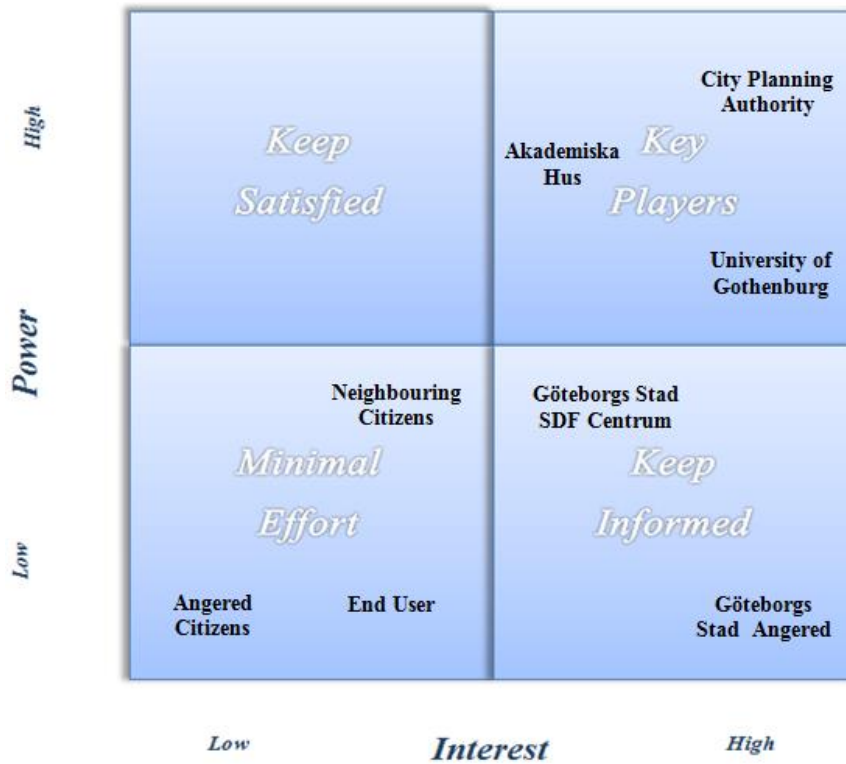 High
Power
Low
Keep
Satisfied
City Planning
Authority
Akademiska
Hus
Key
Players
University of
Gothenburg
Neighbouring
Citizens
Minimal
Effort
Angered
Citizens
End User
Göteborgs Stad
SDF Centrum
Keep
Informed
Göteborgs
Stad Angered
Low
Interest
High